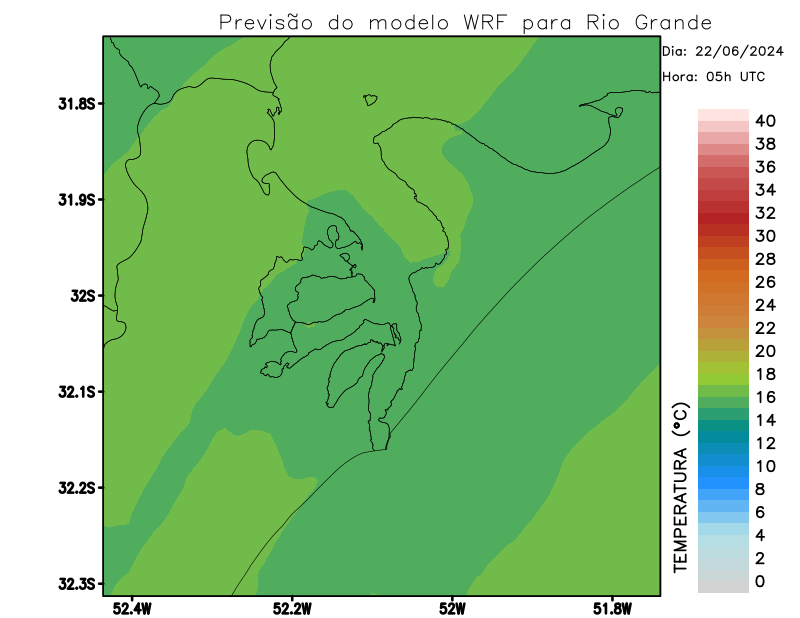 Previsão do modelo WRF para Rio Grande
Dia: 22/06/2024
Hora: 05h UTC
31.8S
31.9S
32S
32.1S
32.2S
32.3S
52.4W
52.2W
52W
51.8W
TEMPERATURA (°C)
40
38
36
34
32
30
28
26
24
22
20
18
16
14
12
10
8
6
4
2
0